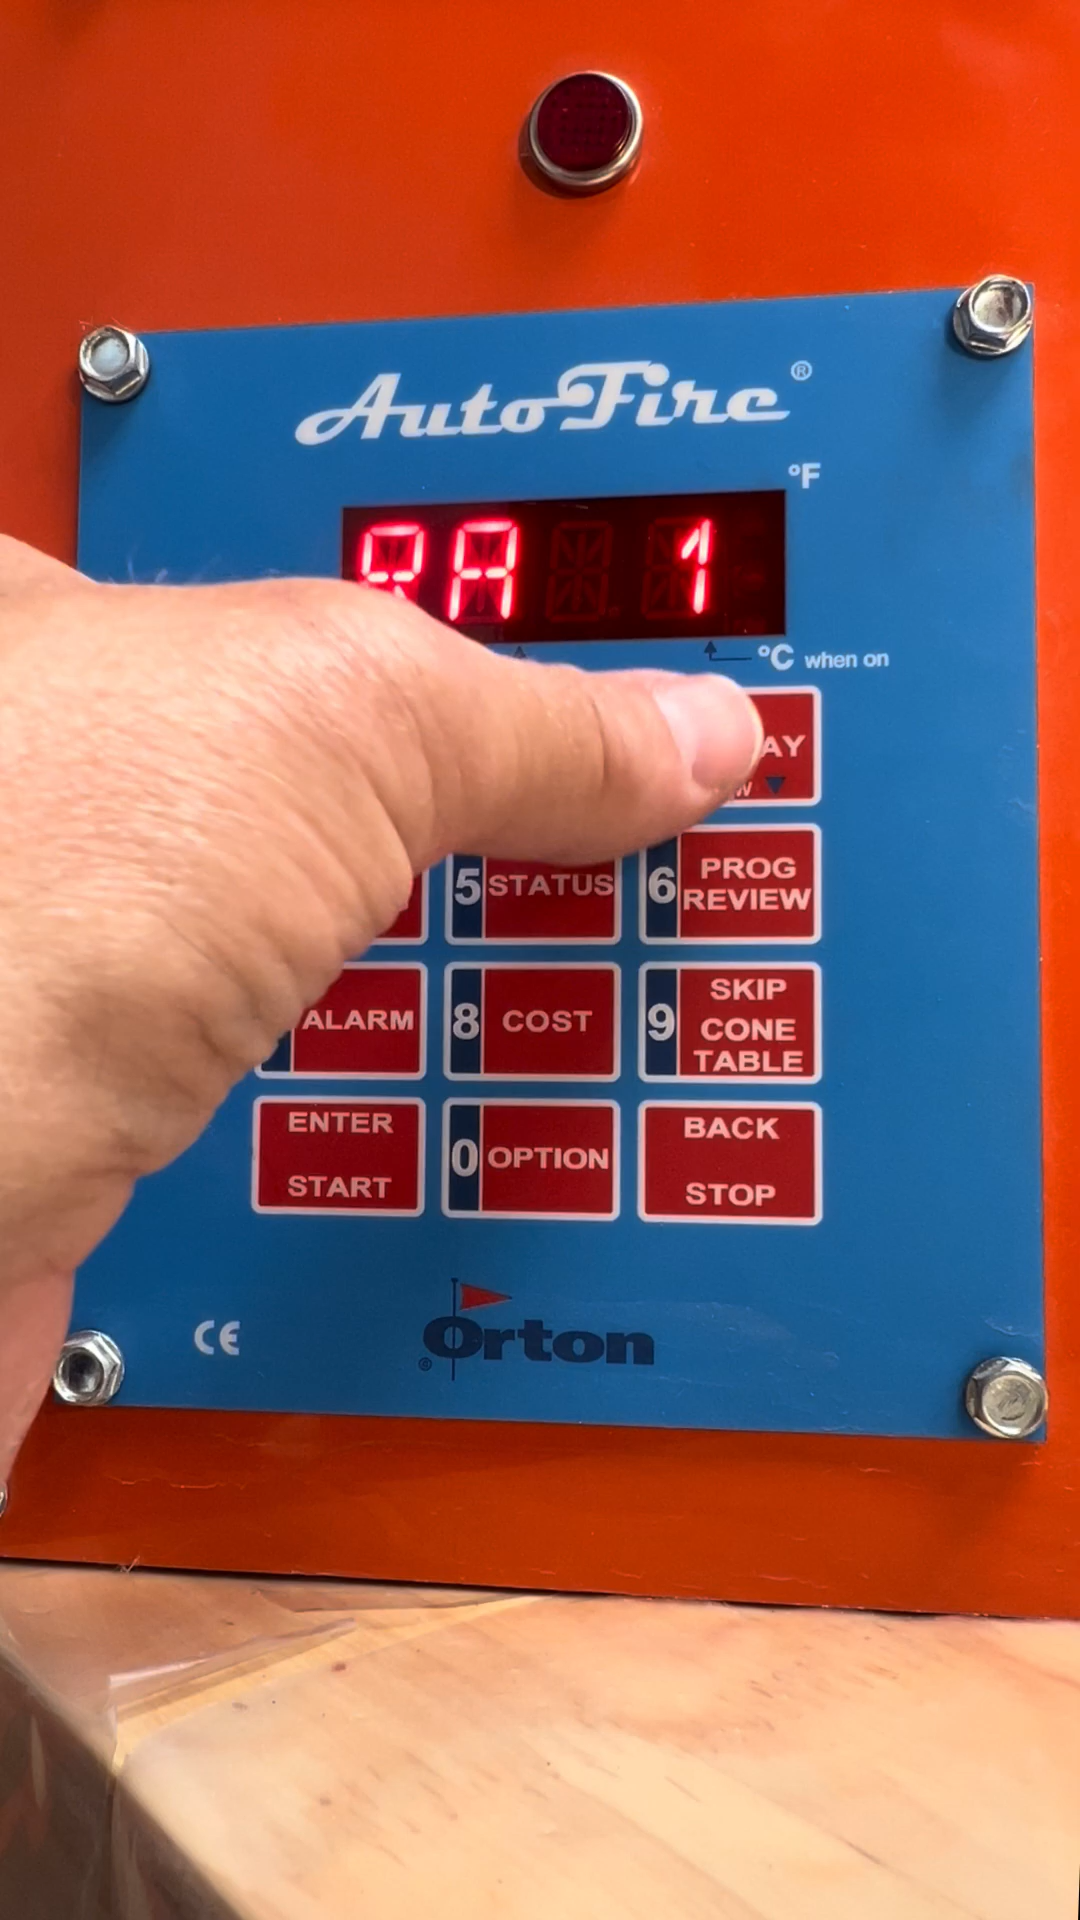 AutoFire®
°F
RA 1
°C when on
5 STATUS
6 PROG
REVIEW
ALARM
8 COST
9 SKIP
CONE
TABLE
ENTER
START
0 OPTION
BACK
STOP
CE
©Orton